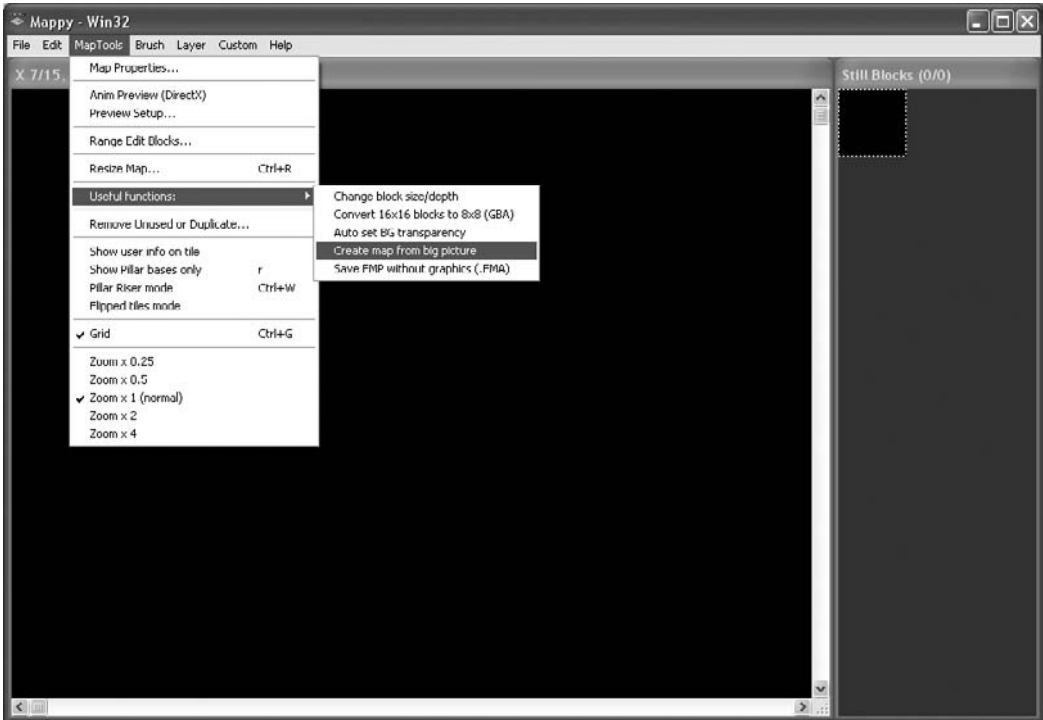 Mappy - Win32
File Edit MapTools Brush Layer Custom Help
X 7/15,
Still Blocks (0/0)
Map Properties...
Anim Preview (DirectX)
Preview Setup...
Range Edit Blocks...
Resize Map... Ctrl+R
Useful functions:
Remove Unused or Duplicate...
Show user info on tile
Show Pillar bases only r
Pillar Riser mode Ctrl+W
Flipped tiles mode
Grid Ctrl+G
Zoom x 0.25
Zoom x 0.5
Zoom x 1 (normal)
Zoom x 2
Zoom x 4
Change block size/depth
Convert 16x16 blocks to 8x8 (GBA)
Auto set BG transparency
Create map from big picture
Save FMP without graphics (.FMA)